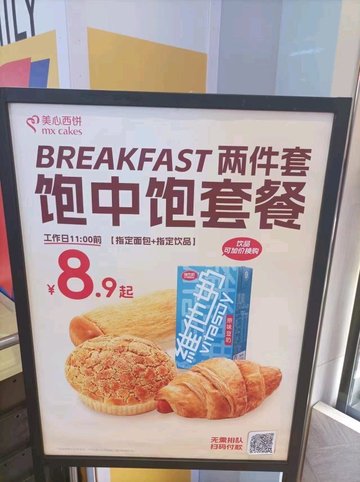 美心西饼
mx cakes
BREAKFAST 两件套
饱中饱套餐
工作日11:00前 【指定面包+指定饮品】
饮品
可加价换购
¥8.9起
维他奶
VITASOY
原味豆奶
无需排队
扫码付款